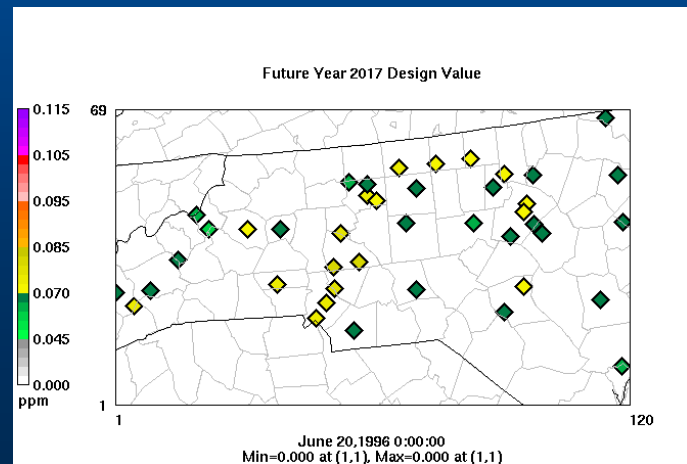 Future Year 2017 Design Value
69
0.115
0.105
0.095
0.085
0.070
0.045
0.000
ppm
1
1
120
June 20,1996 0:00:00
Min=0.000 at (1,1), Max=0.000 at (1,1)